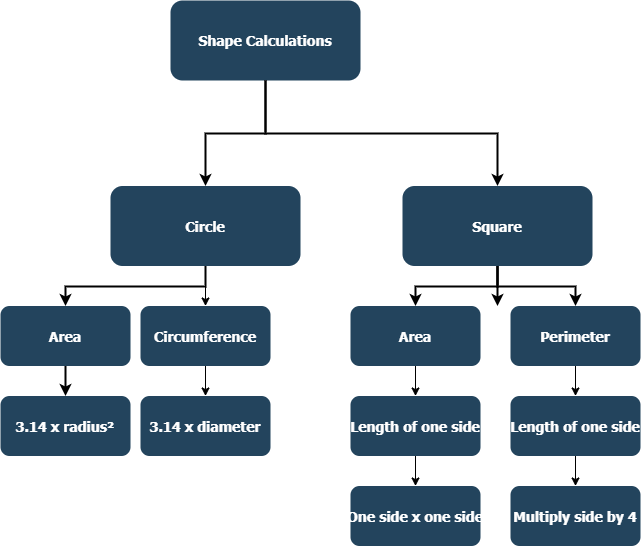 Shape Calculations
Circle
Square
Area
Circumference
Area
Perimeter
3.14 x radius²
3.14 x diameter
Length of one side
Length of one side
One side x one side
Multiply side by 4